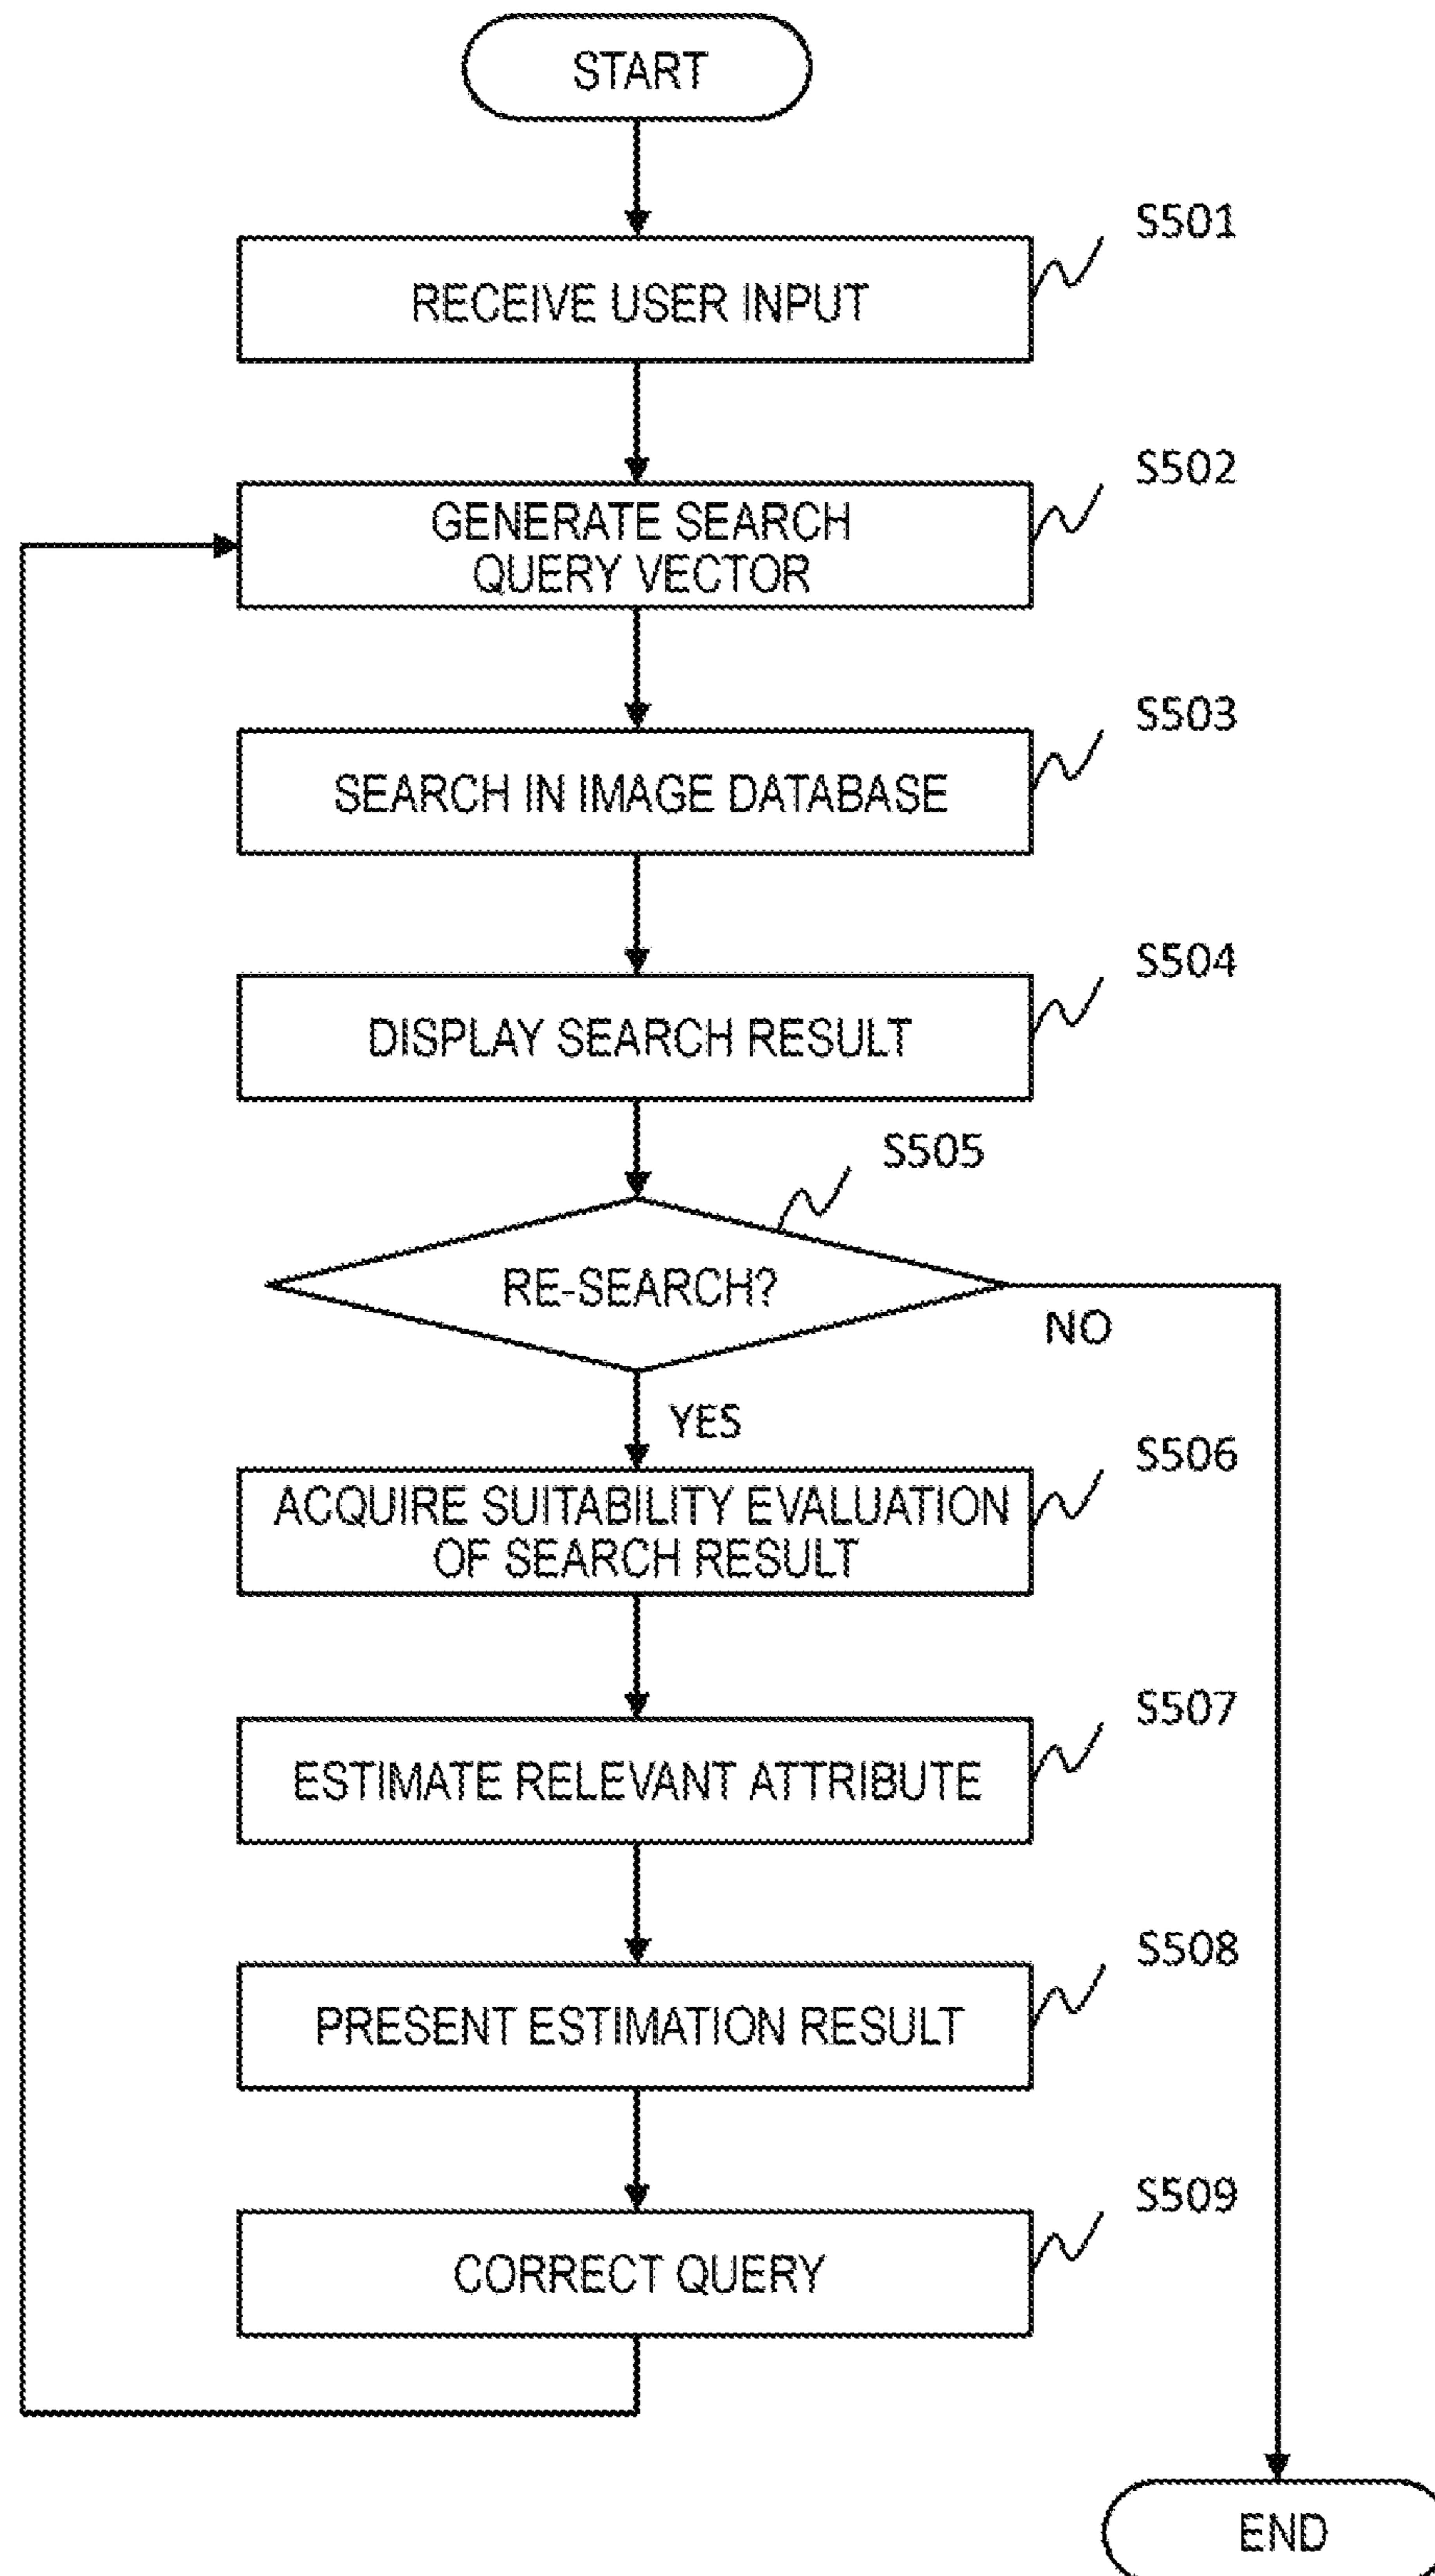 START
S501
RECEIVE USER INPUT
S502
GENERATE SEARCH
QUERY VECTOR
S503
SEARCH IN IMAGE DATABASE
S504
DISPLAY SEARCH RESULT
S505
RE-SEARCH?
NO
YES
S506
ACQUIRE SUITABILITY EVALUATION
OF SEARCH RESULT
S507
ESTIMATE RELEVANT ATTRIBUTE
S508
PRESENT ESTIMATION RESULT
S509
CORRECT QUERY
END